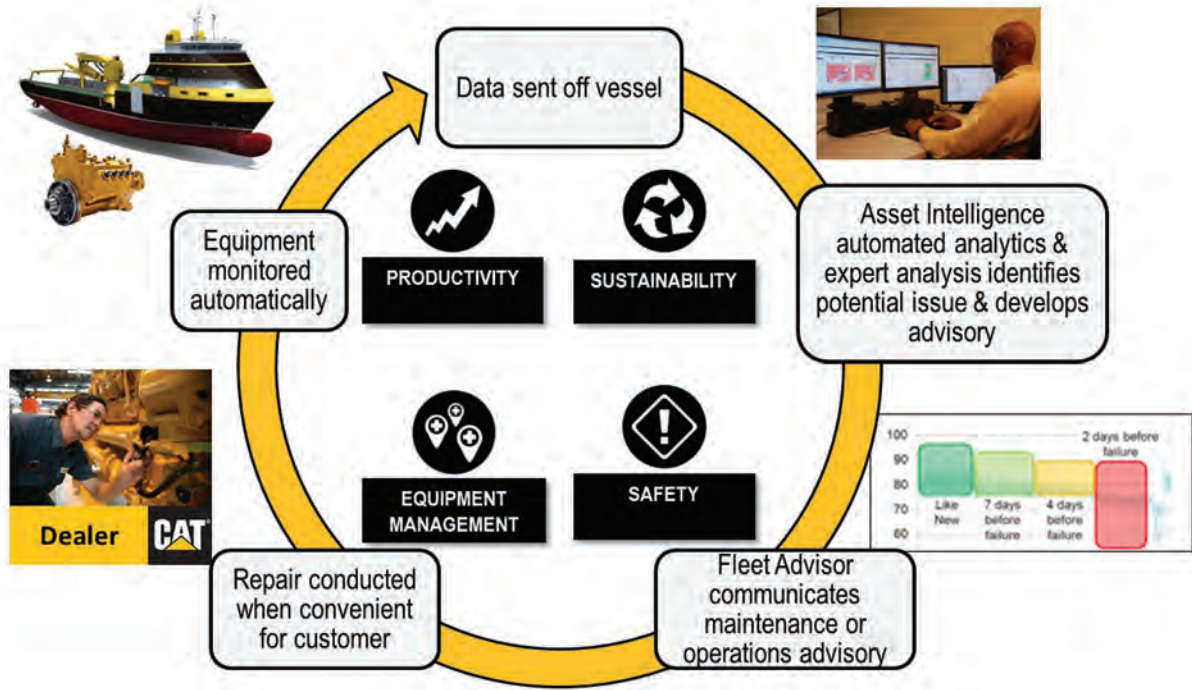 Data sent off vessel
Asset Intelligence
automated analytics &
expert analysis identifies
potential issue & develops
advisory
Equipment
monitored
automatically
PRODUCTIVITY
SUSTAINABILITY
EQUIPMENT
MANAGEMENT
SAFETY
100
90
80
70
60
2 days before
failure
Like
New
7 days
before
failure
4 days
before
failure
Dealer
CAT
Fleet Advisor
communicates
maintenance or
operations advisory
Repair conducted
when convenient
for customer